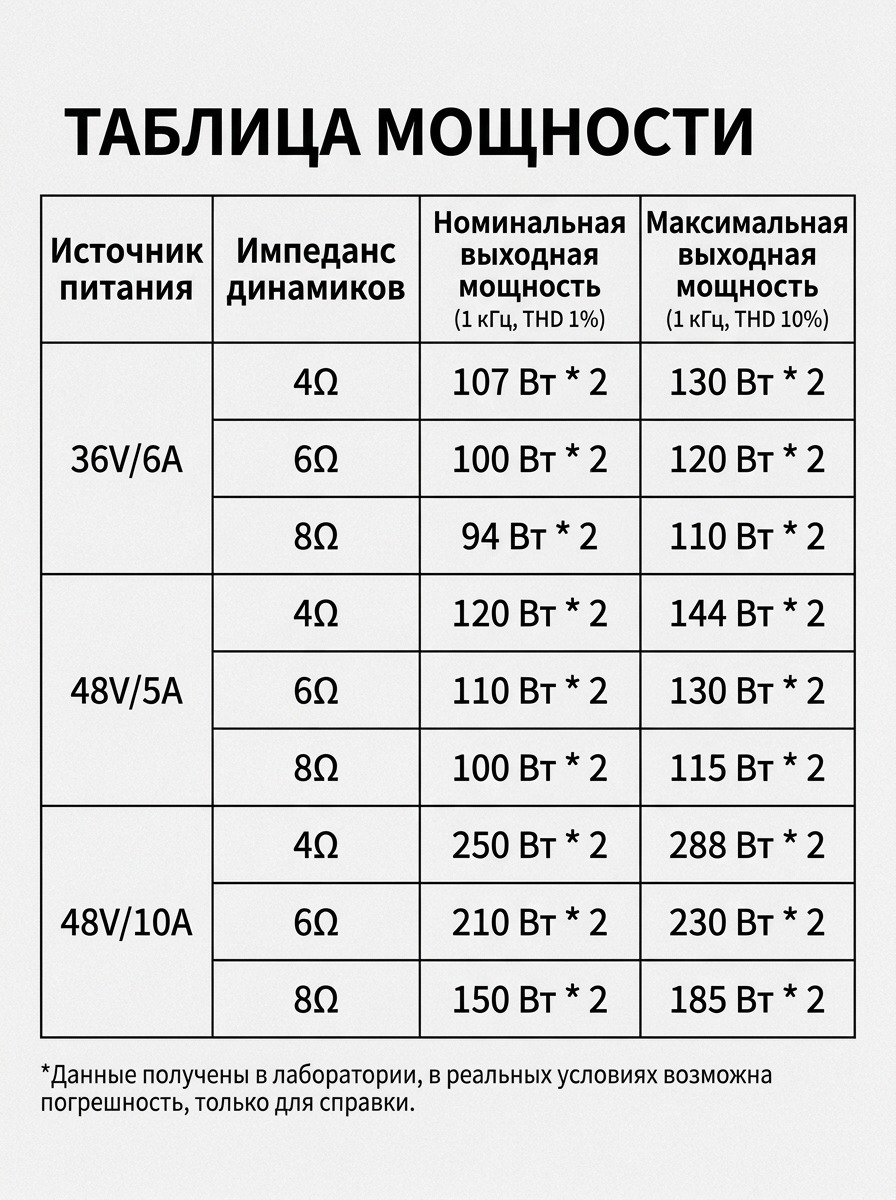 ТАБЛИЦА МОЩНОСТИ
Источник
питания
Импеданс
динамиков
Номинальная
выходная
мощность
(1 кГц, THD 1%)
Максимальная
выходная
мощность
(1 кГц, THD 10%)
36V/6A
4Ω
107 Вт * 2
130 Вт * 2
6Ω
100 Вт * 2
120 Вт * 2
8Ω
94 Вт * 2
110 Вт * 2
48V/5A
4Ω
120 Вт * 2
144 Вт * 2
6Ω
110 Вт * 2
130 Вт * 2
8Ω
100 Вт * 2
115 Вт * 2
48V/10A
4Ω
250 Вт * 2
288 Вт * 2
6Ω
210 Вт * 2
230 Вт * 2
8Ω
150 Вт * 2
185 Вт * 2
*Данные получены в лаборатории, в реальных условиях возможна
погрешность, только для справки.